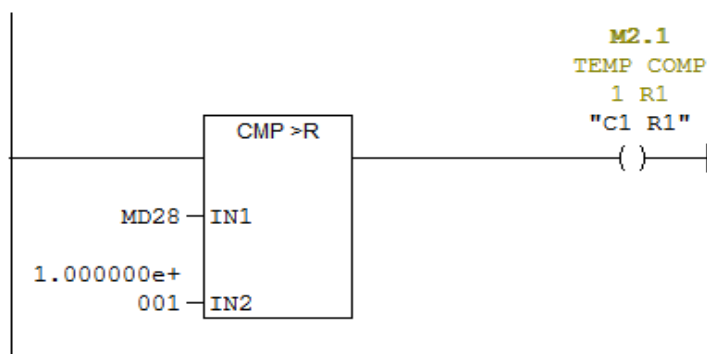 M2.1
TEMP COMP
1 R1
"C1 R1"
CMP >R
MD28
IN1
1.000000e+
001
IN2